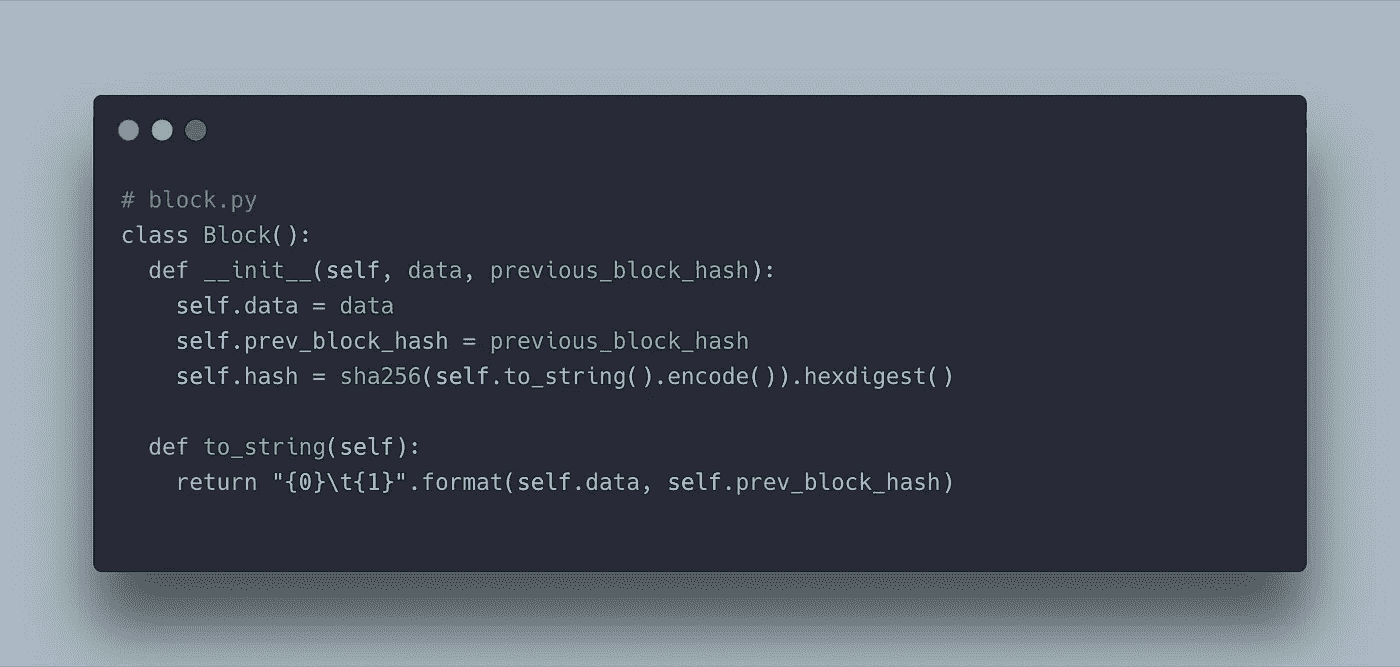 # block.py
class Block():
  def __init__(self, data, previous_block_hash):
    self.data = data
    self.prev_block_hash = previous_block_hash
    self.hash = sha256(self.to_string().encode()).hexdigest()

  def to_string(self):
    return "{0}\t{1}".format(self.data, self.prev_block_hash)